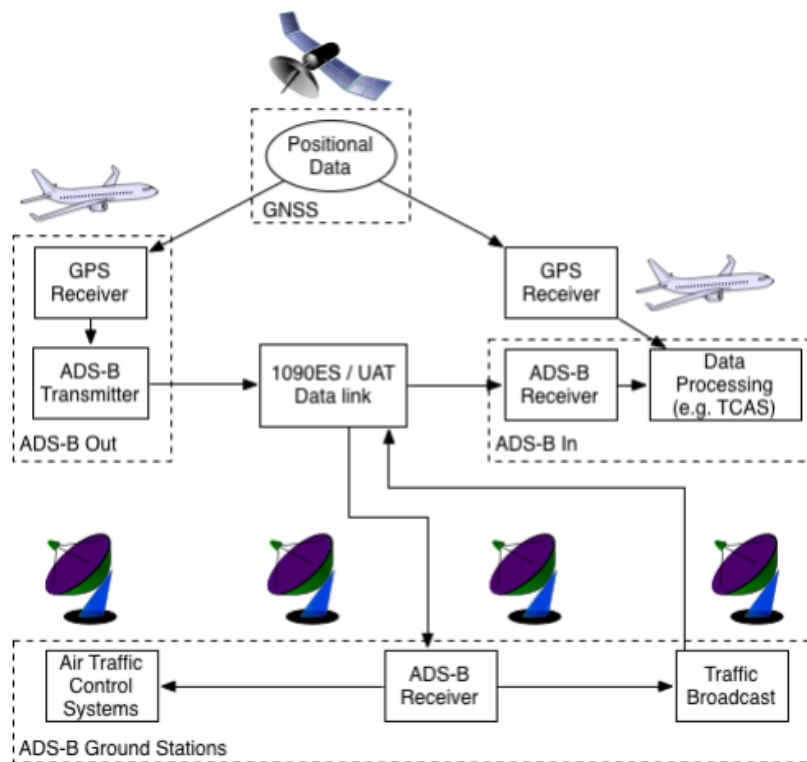 Positional
Data
GNSS
GPS
Receiver
GPS
Receiver
ADS-B
Transmitter
1090ES / UAT
Data link
ADS-B
Receiver
Data
Processing
(e.g. TCAS)
ADS-B Out
ADS-B In
Air Traffic
Control
Systems
ADS-B
Receiver
Traffic
Broadcast
ADS-B Ground Stations